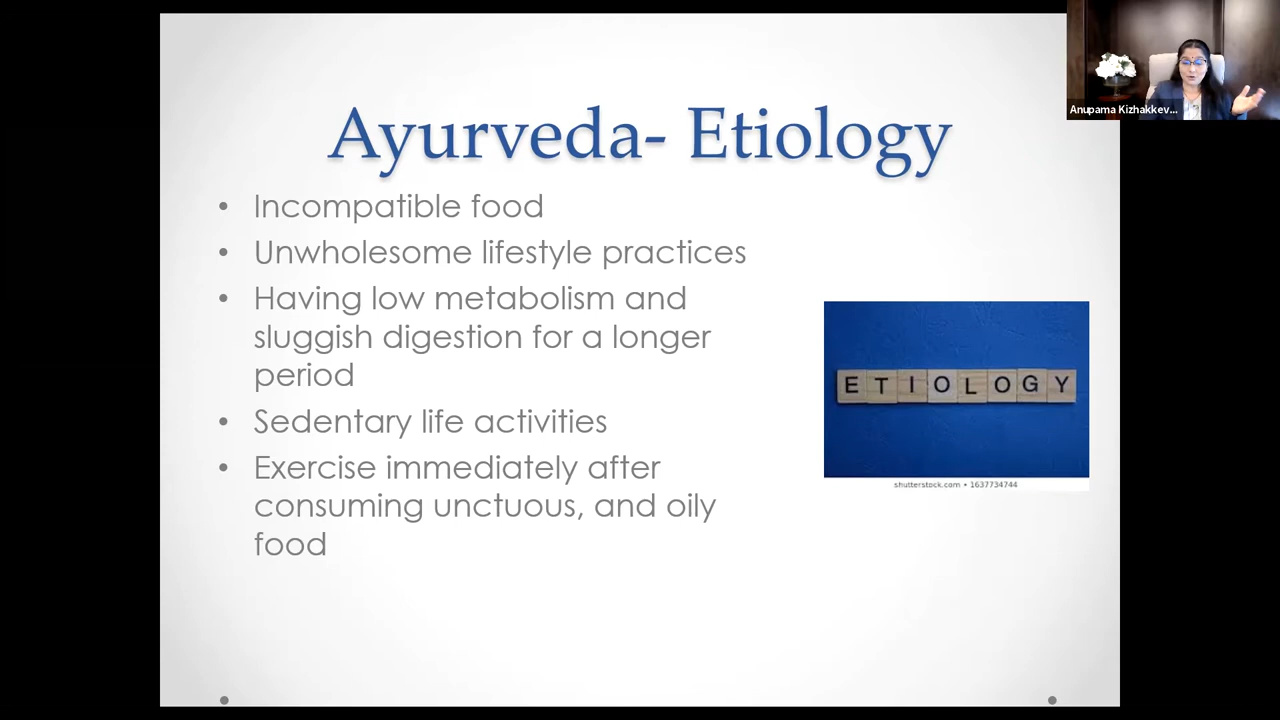 Anupama Kizhakkev...
Ayurveda- Etiology
• Incompatible food
• Unwholesome lifestyle practices
• Having low metabolism and
sluggish digestion for a longer
period
• Sedentary life activities
• Exercise immediately after
consuming unctuous, and oily
food
ETIOLOGY
shutterstock.com • 1637734744